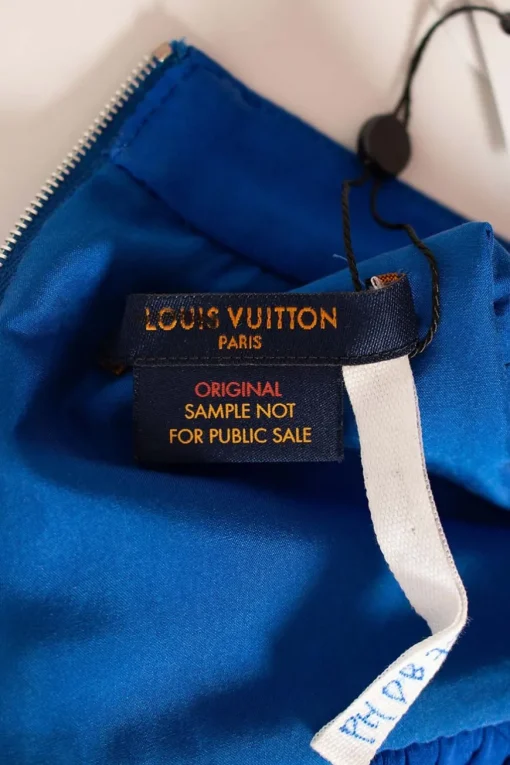 LOUIS VUITTON
PARIS
ORIGINAL
SAMPLE NOT
FOR PUBLIC SALE